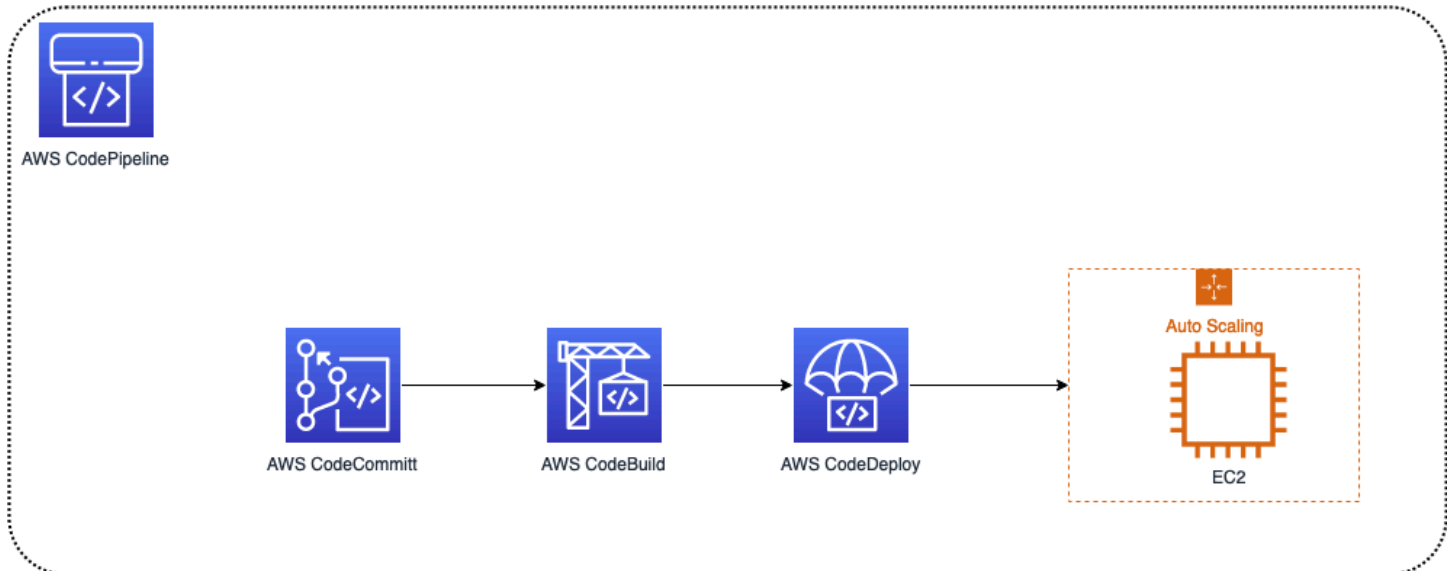 AWS CodePipeline
Auto Scaling
AWS CodeCommitt
AWS CodeBuild
AWS CodeDeploy
EC2